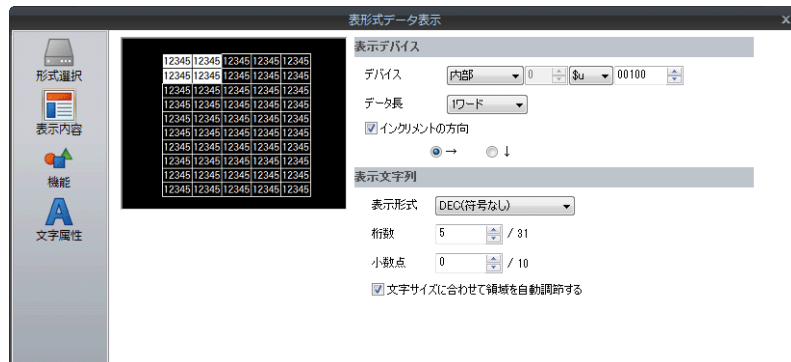 表形式データ表示
x
形式選択
表示内容
機能
文字属性
12345 12345 12345 12345 12345
12345 12345 12345 12345 12345
12345 12345 12345 12345 12345
12345 12345 12345 12345 12345
12345 12345 12345 12345 12345
12345 12345 12345 12345 12345
12345 12345 12345 12345 12345
12345 12345 12345 12345 12345
12345 12345 12345 12345 12345
12345 12345 12345 12345 12345
表示デバイス
デバイス 内部 0 $u 00100
データ長 1ワード
インクリメントの方向
→ ↓
表示文字列
表示形式 DEC(符号なし)
桁数 5 / 31
小数点 0 / 10
文字サイズに合わせて領域を自動調節する